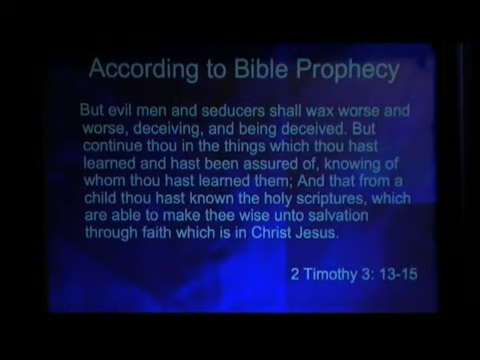 According to Bible Prophecy
But evil men and seducers shall wax worse and
worse, deceiving, and being deceived. But
continue thou in the things which thou hast
learned and hast been assured of, knowing of
whom thou hast learned them; And that from a
child thou hast known the holy scriptures, which
are able to make thee wise unto salvation
through faith which is in Christ Jesus.
2 Timothy 3: 13-15